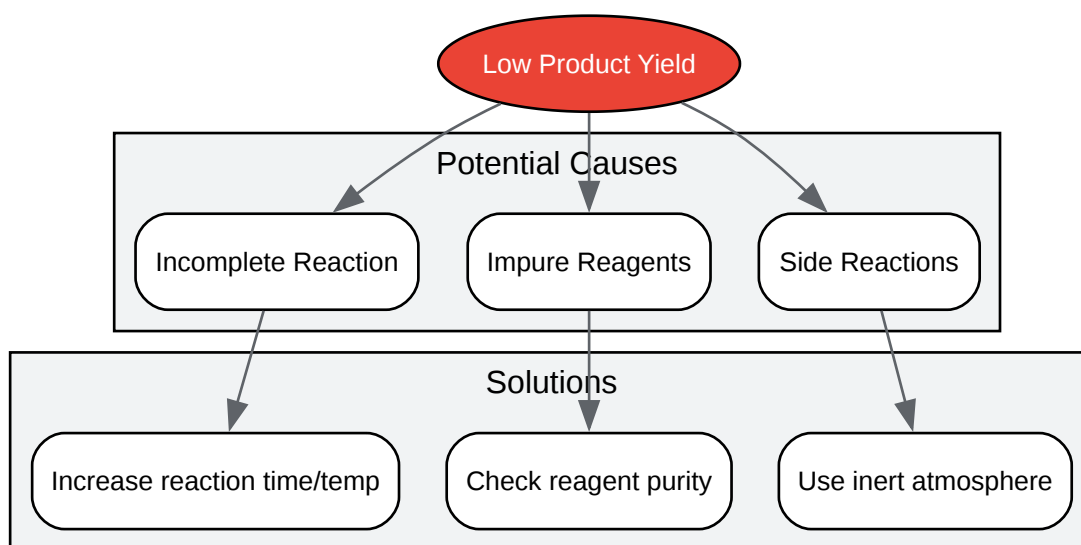 Low Product Yield
Potential Causes
Incomplete Reaction
Impure Reagents
Side Reactions
Solutions
Increase reaction time/temp
Check reagent purity
Use inert atmosphere